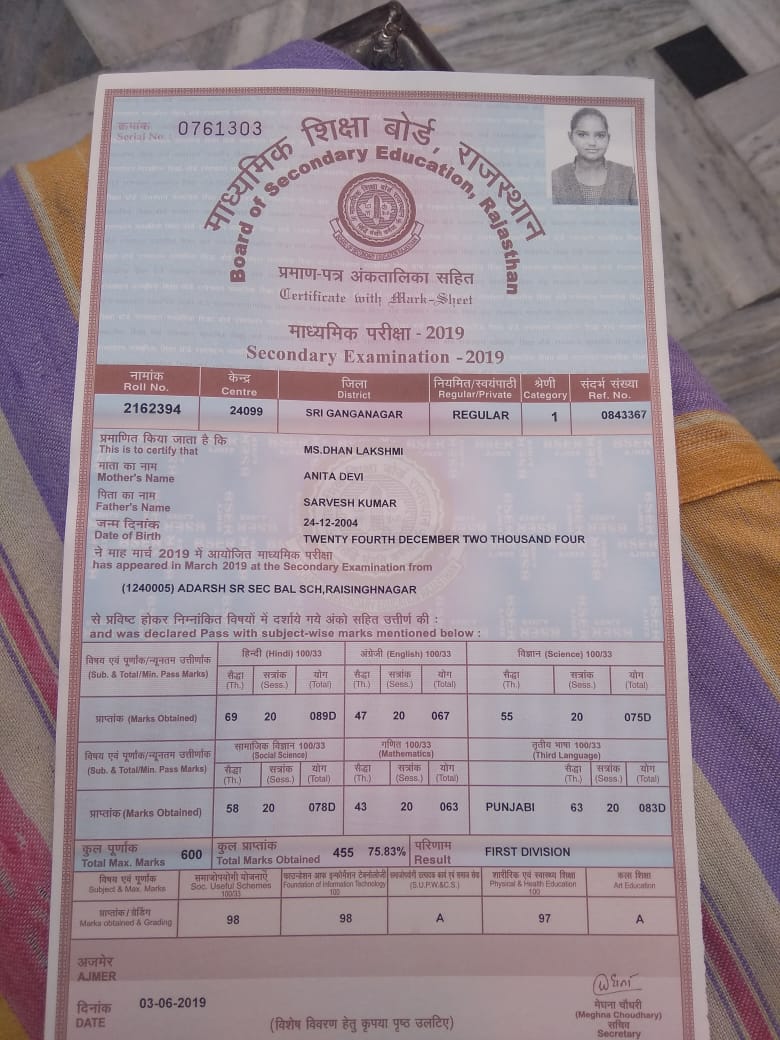 क्रमांक
Serial No. 0761303
माध्यमिक शिक्षा बोर्ड, राजस्थान
Board of Secondary Education, Rajasthan
प्रमाण-पत्र अंकतालिका सहित
Certificate with Mark-Sheet
माध्यमिक परीक्षा - 2019
Secondary Examination - 2019
नामांक केन्द्र जिला नियमित/स्वयंपाठी श्रेणी संदर्भ संख्या
Roll No. Centre District Regular/Private Category Ref. No.
2162394 24099 SRI GANGANAGAR REGULAR 1 0843367
प्रमाणित किया जाता है कि
This is to certify that MS.DHAN LAKSHMI
माता का नाम
Mother's Name ANITA DEVI
पिता का नाम
Father's Name SARVESH KUMAR
जन्म दिनांक 24-12-2004
Date of Birth TWENTY FOURTH DECEMBER TWO THOUSAND FOUR
ने माह मार्च 2019 में आयोजित माध्यमिक परीक्षा
has appeared in March 2019 at the Secondary Examination from
(1240005) ADARSH SR SEC BAL SCH,RAISINGHNAGAR
से प्रविष्ट होकर निम्नांकित विषयों में दर्शाये गये अंको सहित उत्तीर्ण की :
and was declared Pass with subject-wise marks mentioned below :
विषय एवं पूर्णांक/न्यूनतम उत्तीर्णांक हिन्दी (Hindi) 100/33 अंग्रेजी (English) 100/33 विज्ञान (Science) 100/33
(Sub. & Total/Min. Pass Marks) सैद्धा सत्रांक योग सैद्धा सत्रांक योग सैद्धा सत्रांक योग
(Th.) (Sess.) (Total) (Th.) (Sess.) (Total) (Th.) (Sess.) (Total)
प्राप्तांक (Marks Obtained) 69 20 089D 47 20 067 55 20 075D
विषय एवं पूर्णांक/न्यूनतम उत्तीर्णांक सामाजिक विज्ञान 100/33 गणित 100/33 तृतीय भाषा 100/33
(Social Science) (Mathematics) (Third Language)
(Sub. & Total/Min. Pass Marks) सैद्धा सत्रांक योग सैद्धा सत्रांक योग सैद्धा सत्रांक योग
(Th.) (Sess.) (Total) (Th.) (Sess.) (Total) (Th.) (Sess.) (Total)
प्राप्तांक (Marks Obtained) 58 20 078D 43 20 063 PUNJABI 63 20 083D
कुल पूर्णांक 600 कुल प्राप्तांक 455 75.83% परिणाम FIRST DIVISION
Total Max. Marks Total Marks Obtained Result
विषय एवं पूर्णांक समाजोपयोगी योजनाऐं फाउन्डेशन आफ इन्फोर्मेशन टेक्नोलोजी समाजोपयोगी उत्पादक कार्य एवं समाज सेवा शारीरिक एवं स्वास्थ्य शिक्षा कला शिक्षा
Subject & Max. Marks Soc. Useful Schemes Foundation of Information Technology (S.U.P.W.&C.S.) Physical & Health Education Art Education
100/33 100 100
प्राप्तांक/ग्रेडिंग
Marks obtained & Grading 98 98 A 97 A
अजमेर
AJMER
दिनांक 03-06-2019
DATE
(विशेष विवरण हेतु कृपया पृष्ठ उलटिए)
मेघना चौधरी
(Meghna Choudhary)
सचिव
Secretary